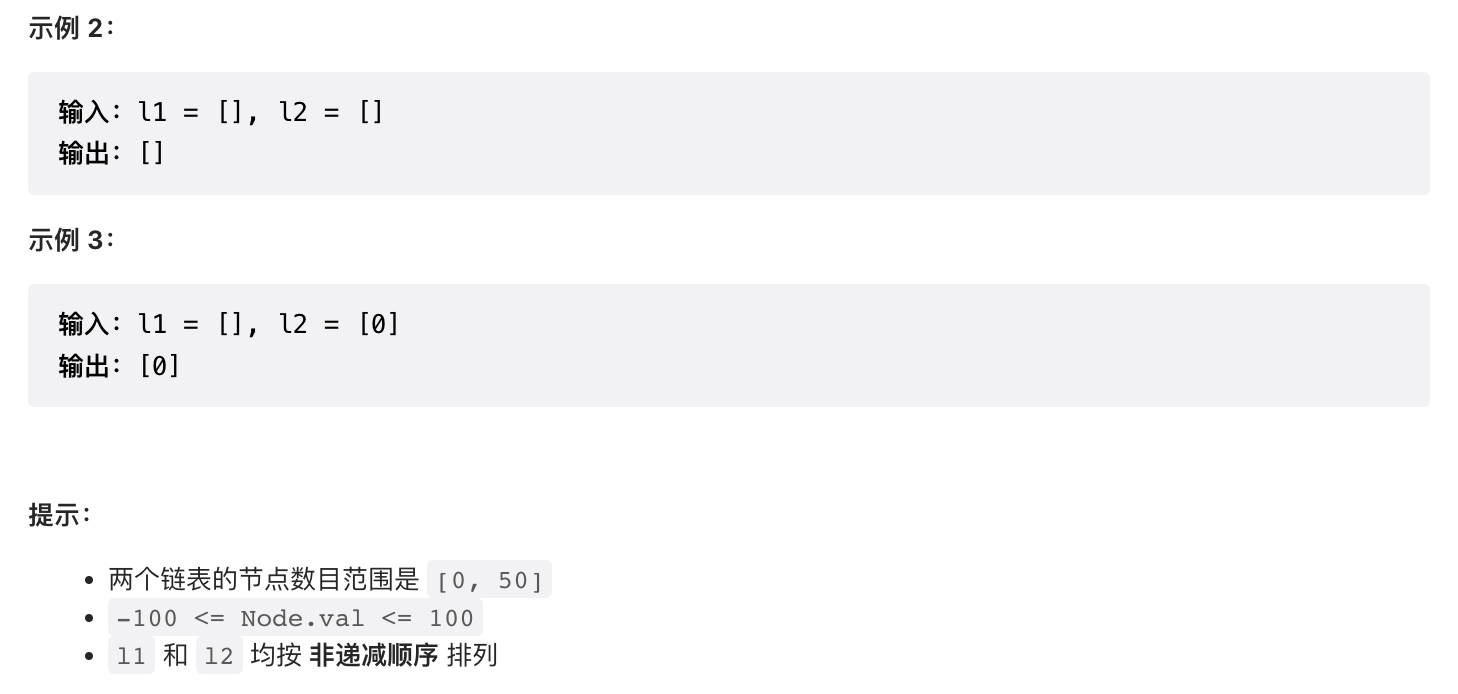 示例 2：
输入：l1 = [], l2 = []
输出：[]
示例 3：
输入：l1 = [], l2 = [0]
输出：[0]
提示：
• 两个链表的节点数目范围是 [0, 50]
• -100 <= Node.val <= 100
• l1 和 l2 均按 非递减顺序 排列